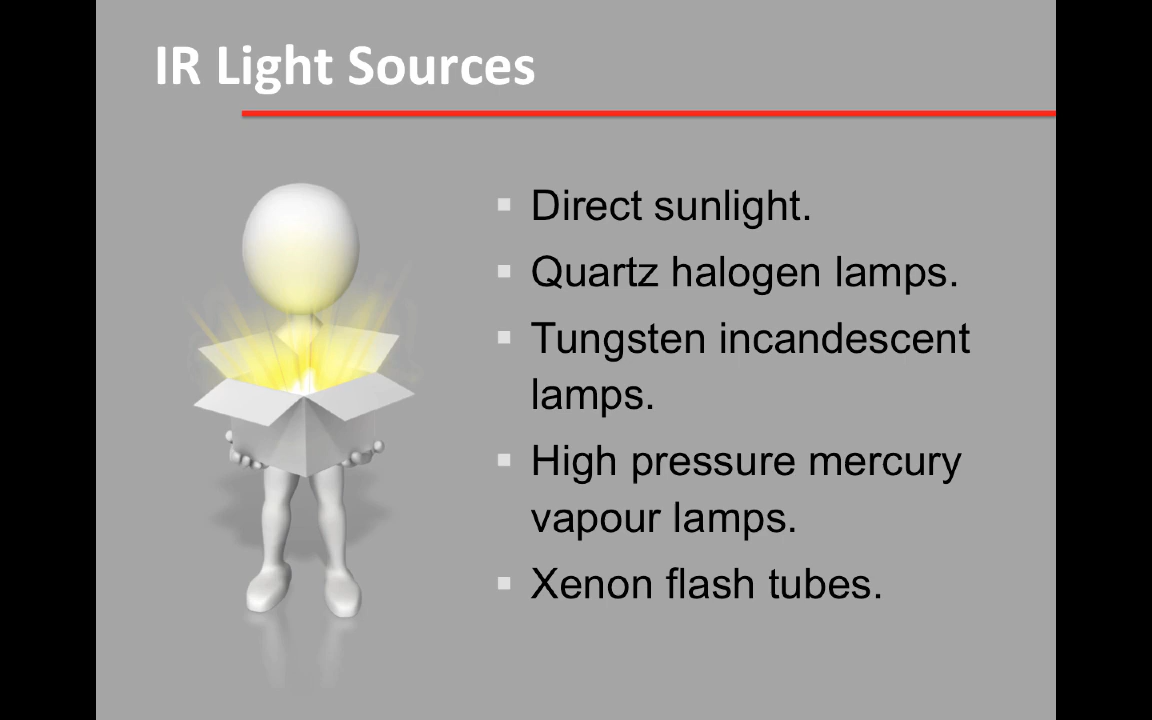 IR Light Sources
Direct sunlight.
Quartz halogen lamps.
Tungsten incandescent
lamps.
High pressure mercury
vapour lamps.
Xenon flash tubes.